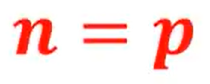 n = p